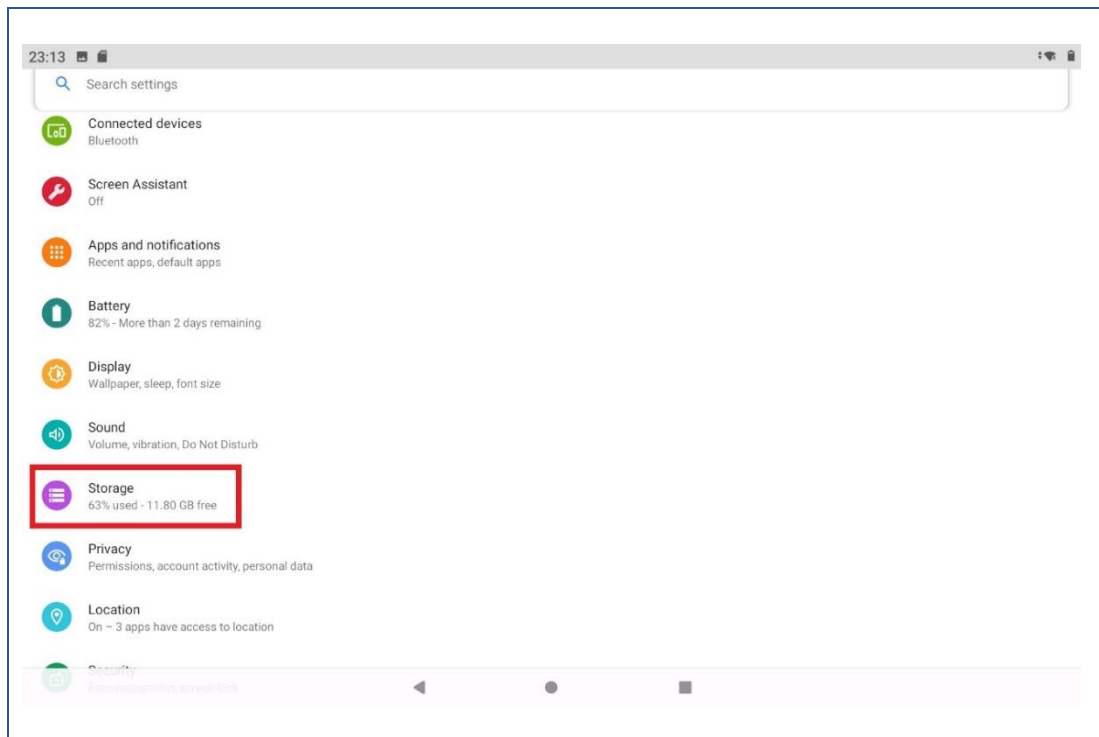 23:13
Search settings
Connected devices
Bluetooth
Screen Assistant
Off
Apps and notifications
Recent apps, default apps
Battery
82% - More than 2 days remaining
Display
Wallpaper, sleep, font size
Sound
Volume, vibration, Do Not Disturb
Storage
63% used - 11.80 GB free
Privacy
Permissions, account activity, personal data
Location
On – 3 apps have access to location
Security